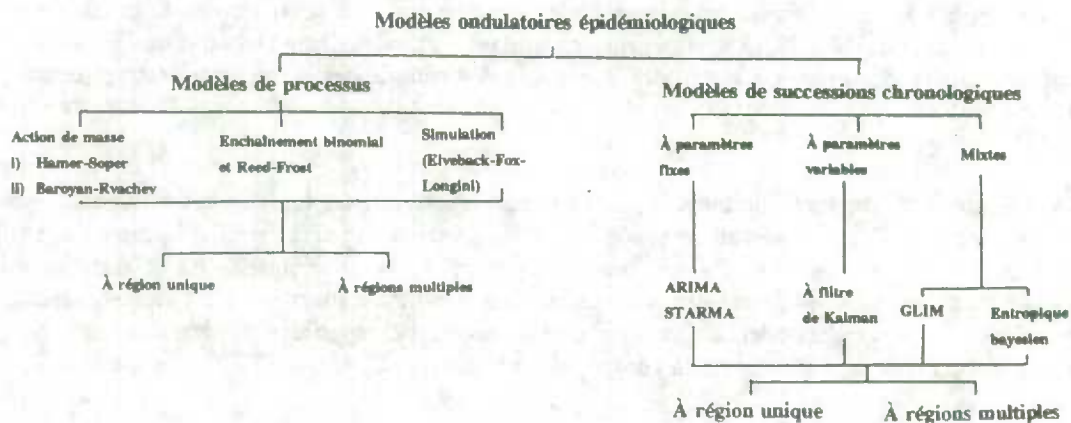 Modèles ondulatoires épidémiologiques
Modèles de processus
Action de masse
i) Hamer-Soper
ii) Baroyan-Rvachev
Enchaînement binomial
et Reed-Frost
Simulation
(Elveback-Fox-
Longini)
À région unique
À régions multiples
Modèles de successions chronologiques
À paramètres
fixes
À paramètres
variables
Mixtes
ARIMA
STARMA
À filtre
de Kalman
GLIM
Entropique
bayesien
À région unique
À régions multiples